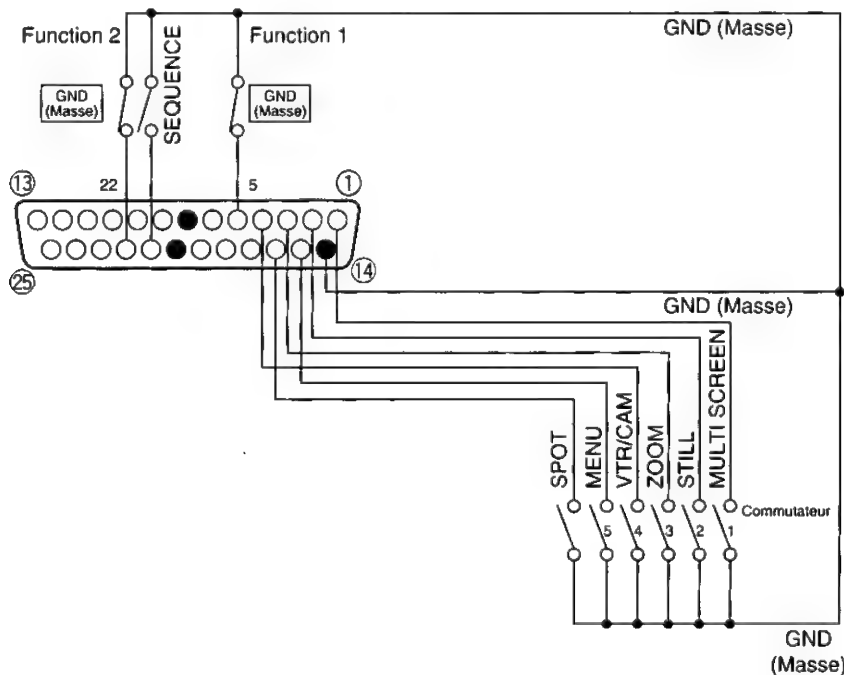 Function 2
Function 1
GND (Masse)
SEQUENCE
GND
(Masse)
GND
(Masse)
13
22
5
1
25
14
GND (Masse)
SPOT
MENU
VTR/CAM
ZOOM
STILL
MULTI SCREEN
Commutateur
5
4
3
2
1
GND
(Masse)